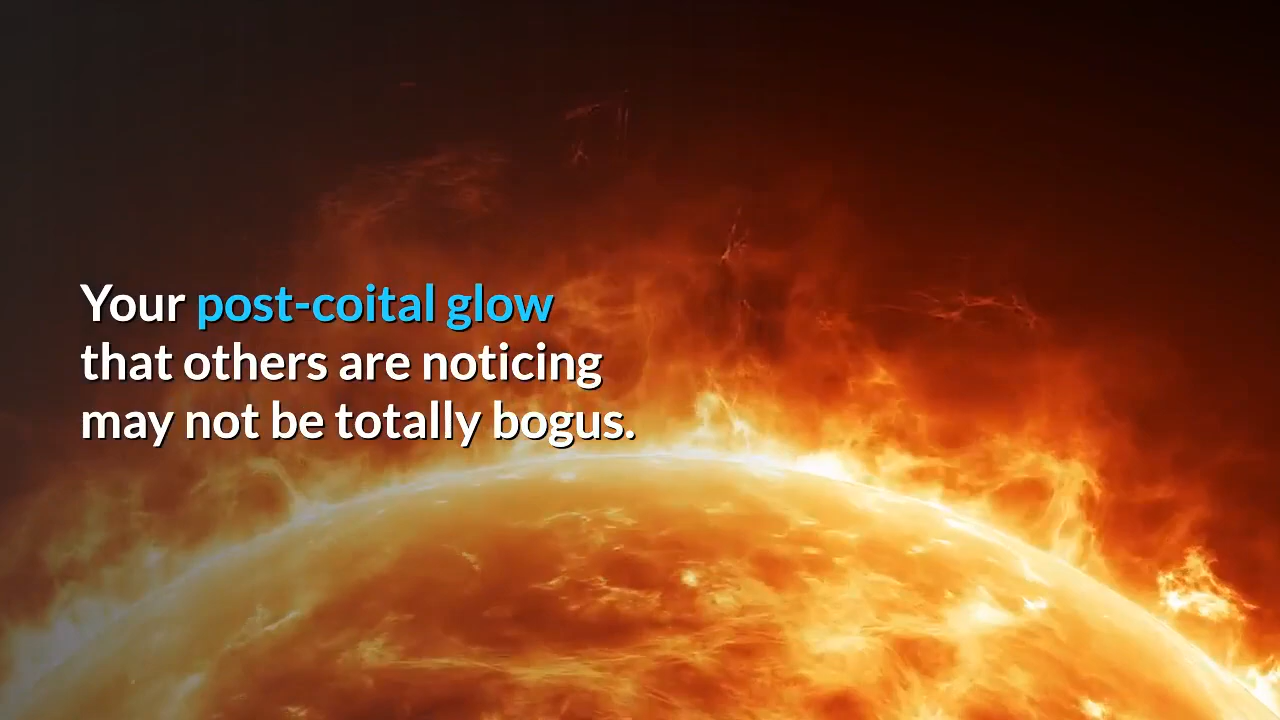 Your post-coital glow
that others are noticing
may not be totally bogus.